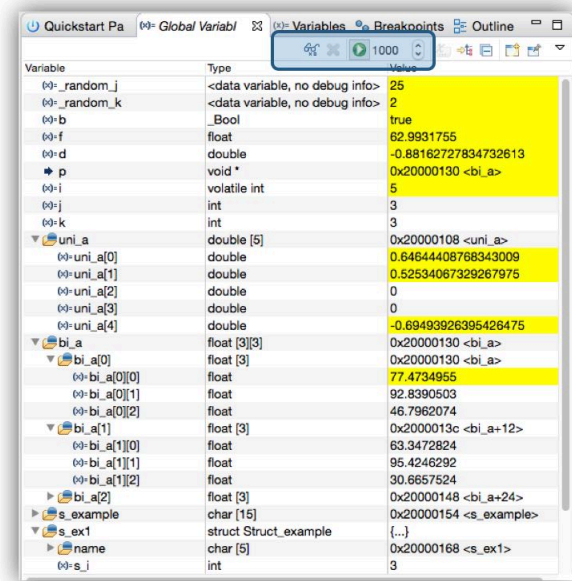 Quickstart Pa (x)= Global Variabl (x)= Variables Breakpoints Outline
1000
Variable Type Value
(x)= _random_j <data variable, no debug info> 25
(x)= _random_k <data variable, no debug info> 2
(x)= b _Bool true
(x)= f float 62.9931755
(x)= d double -0.88162727834732613
p void * 0x20000130 <bi_a>
(x)= i volatile int 5
(x)= j int 3
(x)= k int 3
uni_a double [5] 0x20000108 <uni_a>
(x)= uni_a[0] double 0.64644408768343009
(x)= uni_a[1] double 0.52534067329267975
(x)= uni_a[2] double 0
(x)= uni_a[3] double 0
(x)= uni_a[4] double -0.69493926395426475
bi_a float [3][3] 0x20000130 <bi_a>
bi_a[0] float [3] 0x20000130 <bi_a>
(x)= bi_a[0][0] float 77.4734955
(x)= bi_a[0][1] float 92.8390503
(x)= bi_a[0][2] float 46.7962074
bi_a[1] float [3] 0x2000013c <bi_a+12>
(x)= bi_a[1][0] float 63.3472824
(x)= bi_a[1][1] float 95.4246292
(x)= bi_a[1][2] float 30.6657524
bi_a[2] float [3] 0x20000148 <bi_a+24>
s_example char [15] 0x20000154 <s_example>
s_ex1 struct Struct_example {...}
name char [5] 0x20000168 <s_ex1>
(x)= s_i int 3